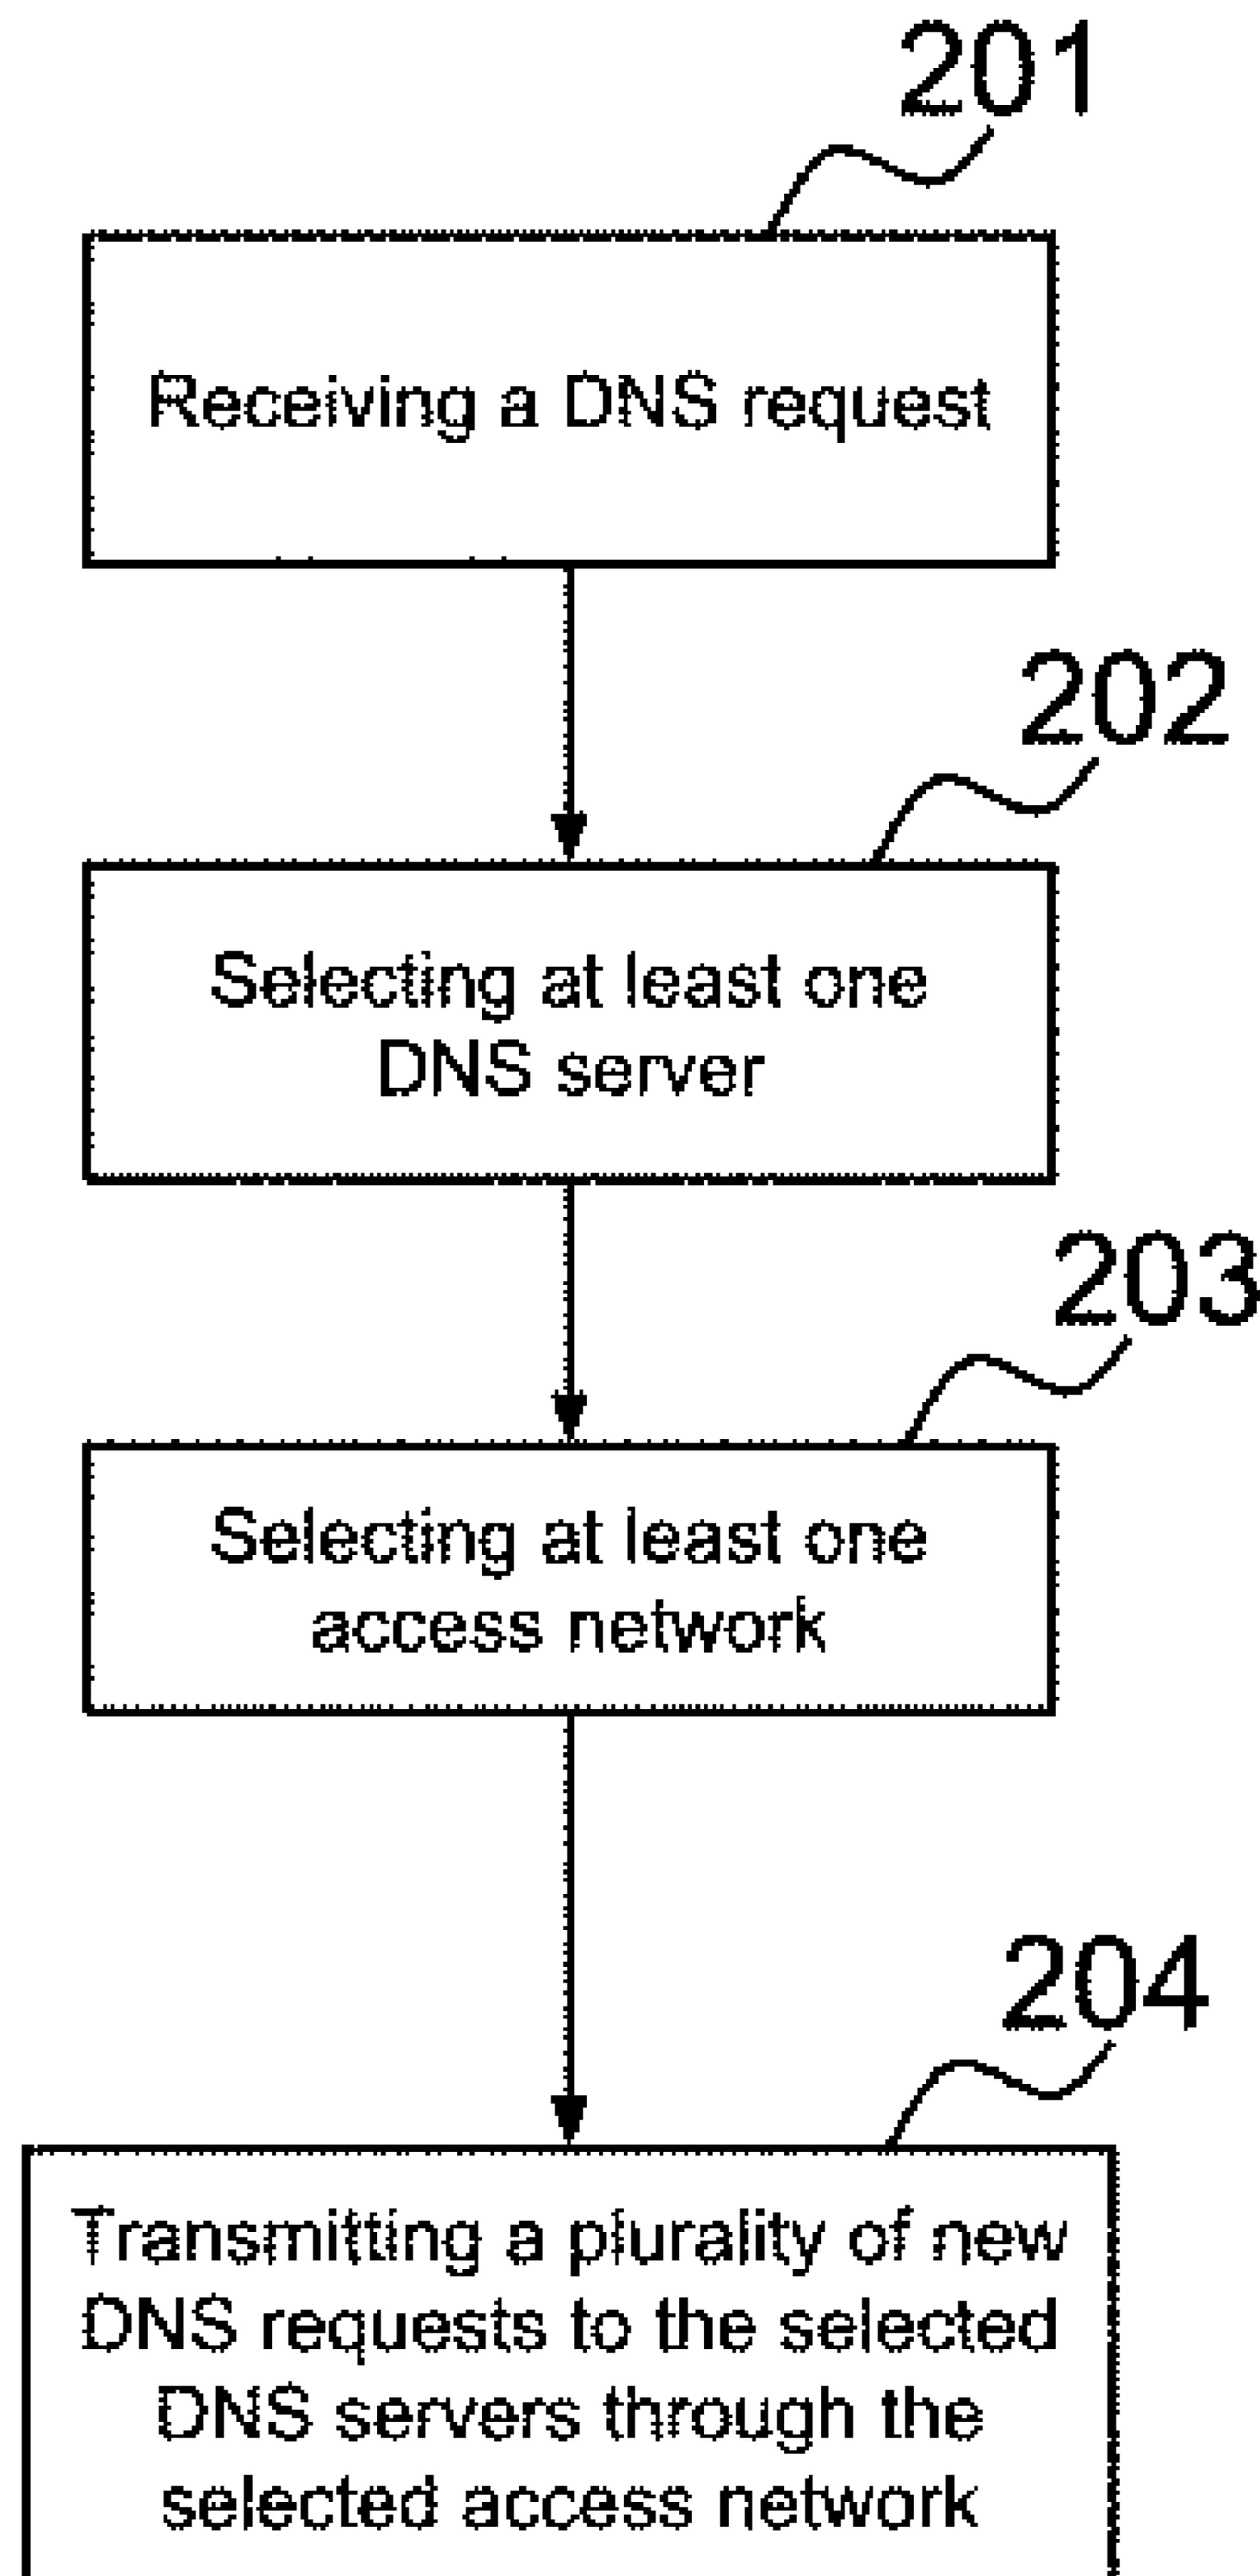 201
Receiving a DNS request
202
Selecting at least one
DNS server
203
Selecting at least one
access network
204
Transmitting a plurality of new
DNS requests to the selected
DNS servers through the
selected access network